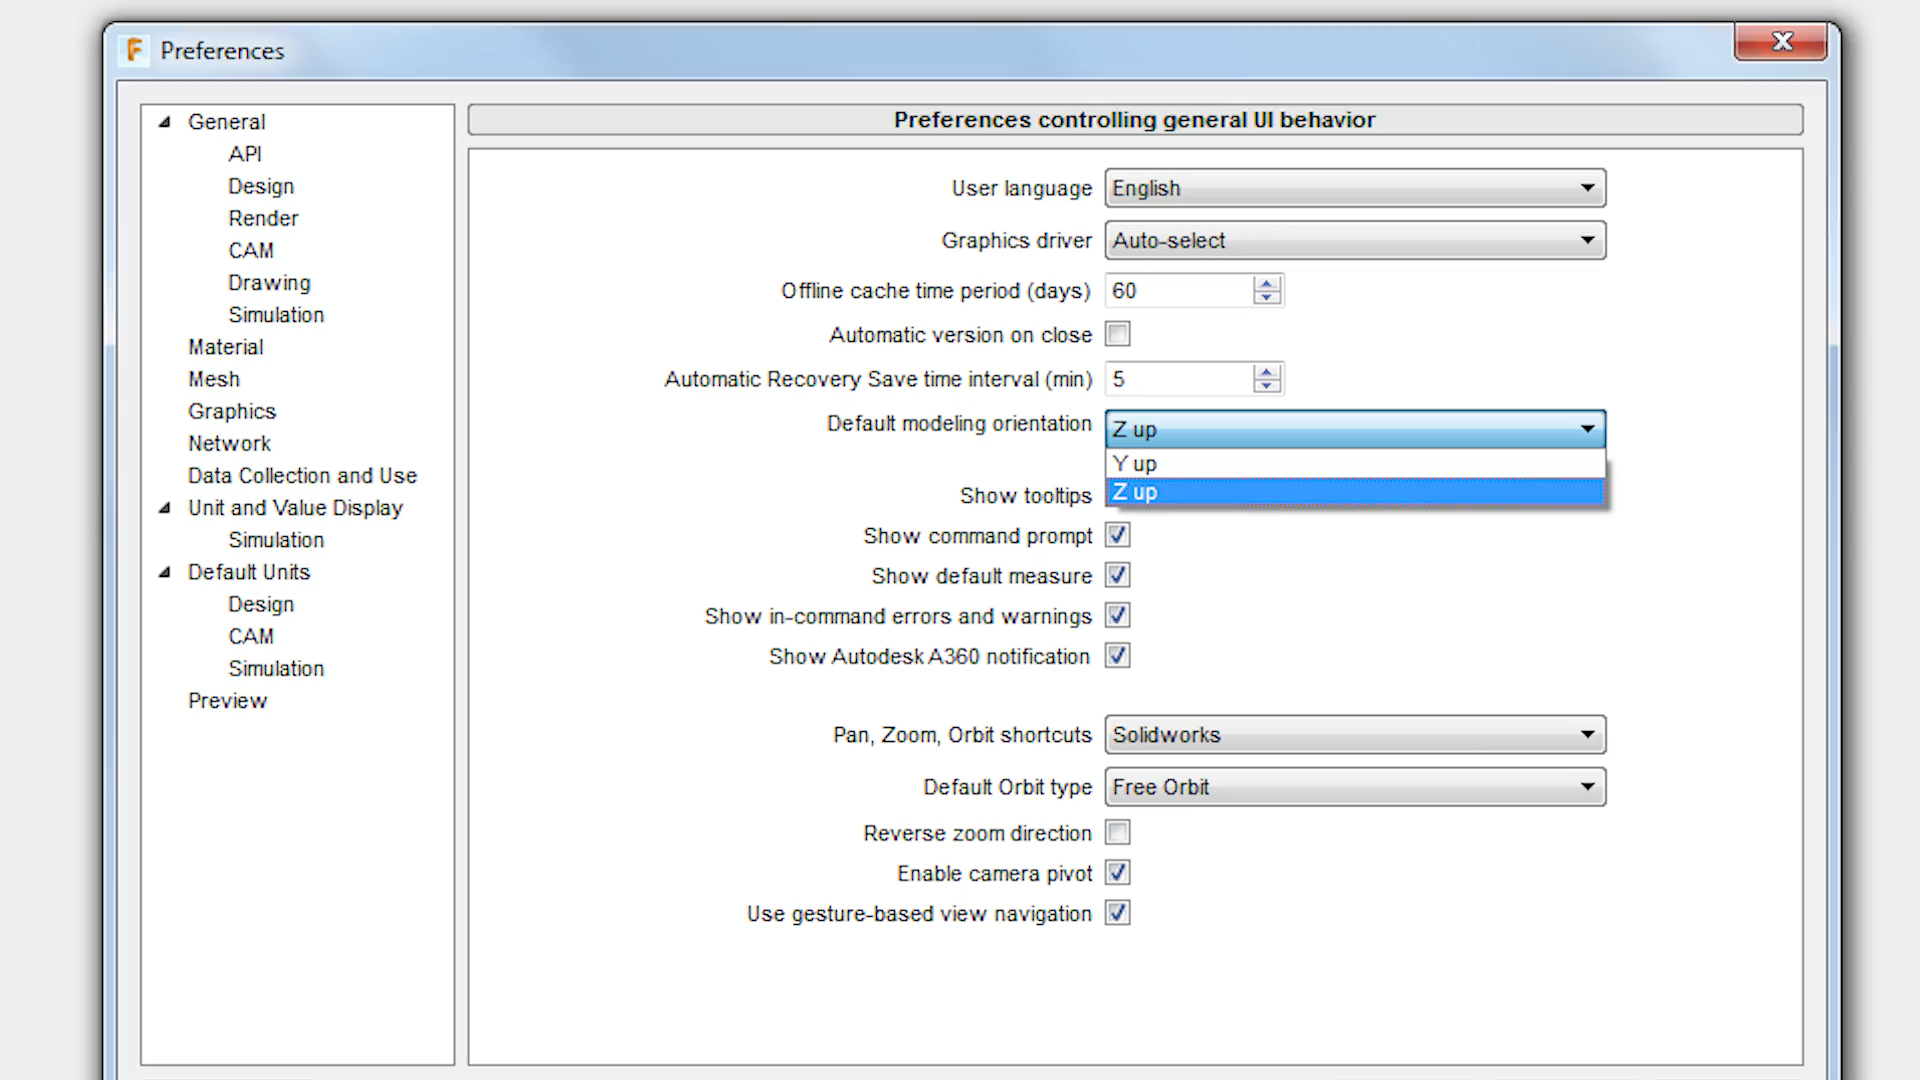 F Preferences
X
General
API
Design
Render
CAM
Drawing
Simulation
Material
Mesh
Graphics
Network
Data Collection and Use
Unit and Value Display
Simulation
Default Units
Design
CAM
Simulation
Preview
Preferences controlling general UI behavior
User language English
Graphics driver Auto-select
Offline cache time period (days) 60
Automatic version on close
Automatic Recovery Save time interval (min) 5
Default modeling orientation Z up
Y up
Z up
Show tooltips
Show command prompt
Show default measure
Show in-command errors and warnings
Show Autodesk A360 notification
Pan, Zoom, Orbit shortcuts Solidworks
Default Orbit type Free Orbit
Reverse zoom direction
Enable camera pivot
Use gesture-based view navigation